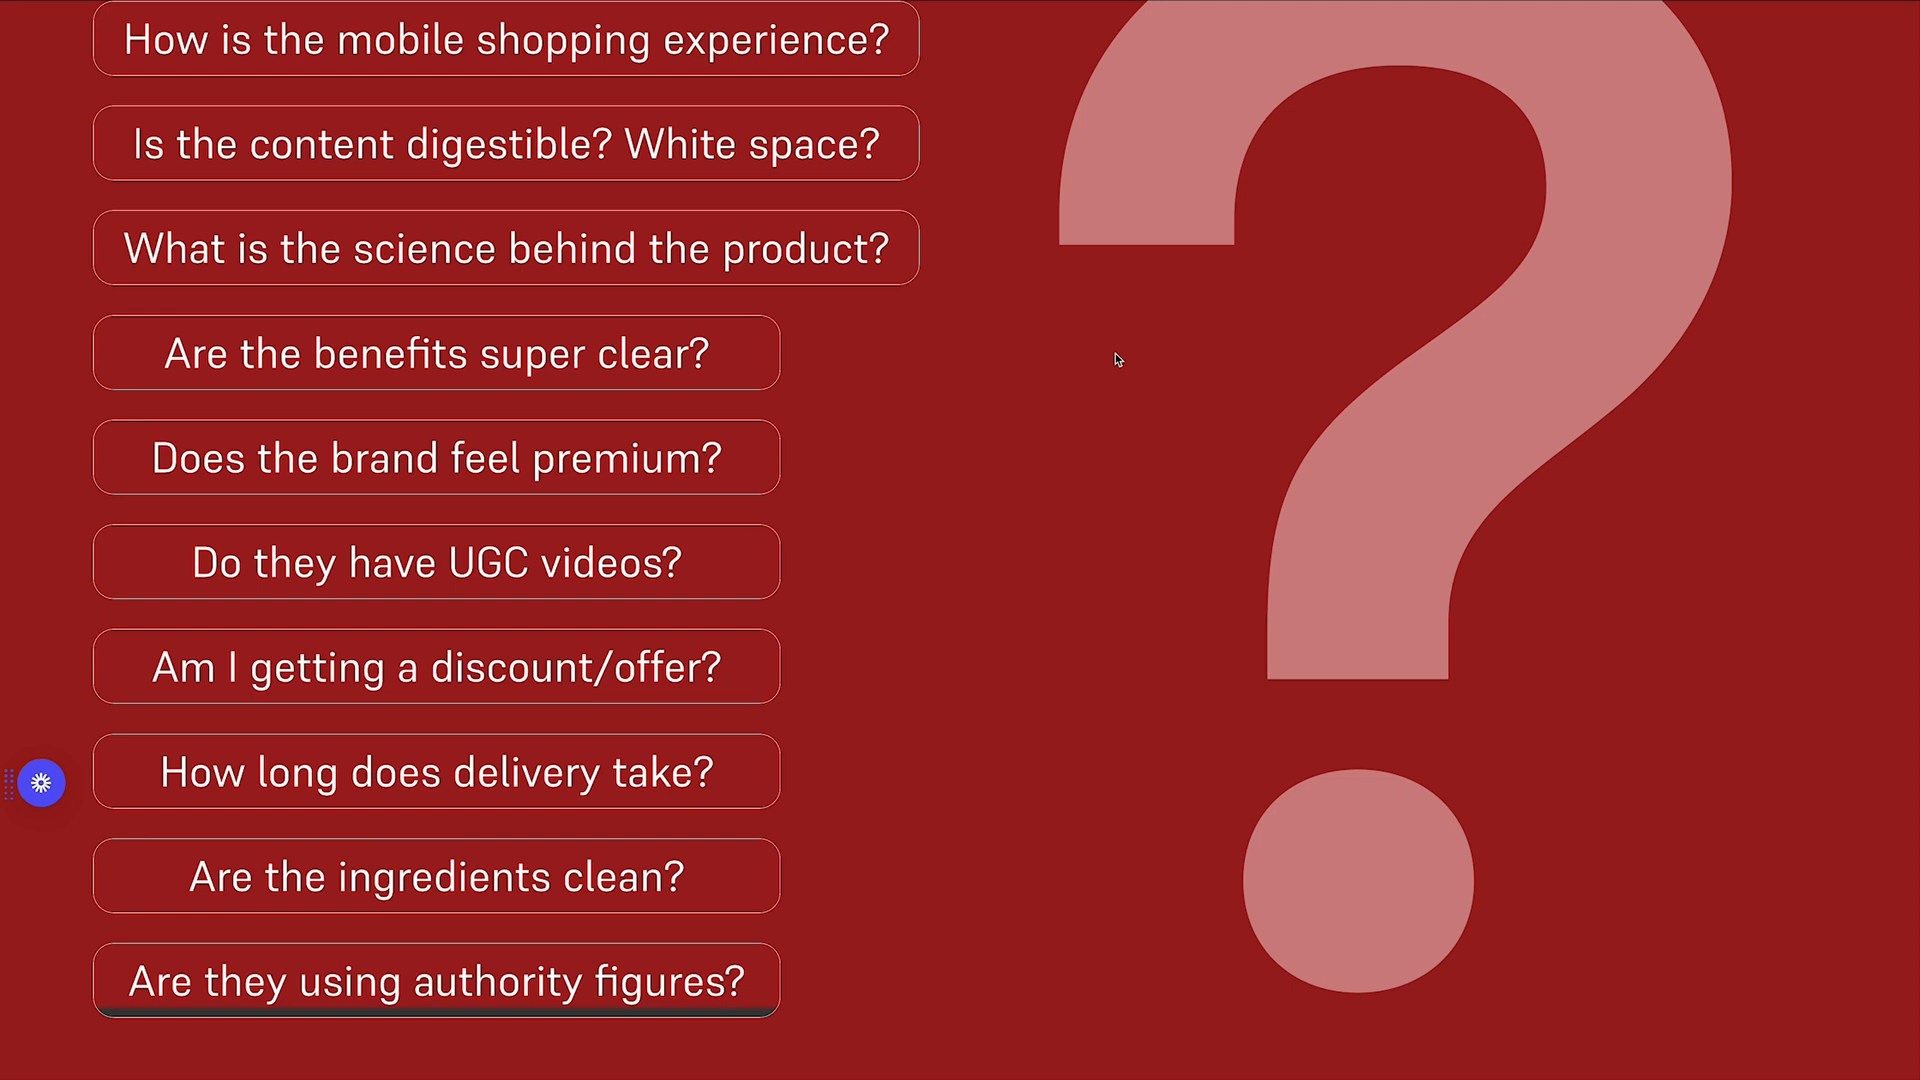 How is the mobile shopping experience?
Is the content digestible? White space?
What is the science behind the product?
Are the benefits super clear?
Does the brand feel premium?
Do they have UGC videos?
Am I getting a discount/offer?
How long does delivery take?
Are the ingredients clean?
Are they using authority figures?
?